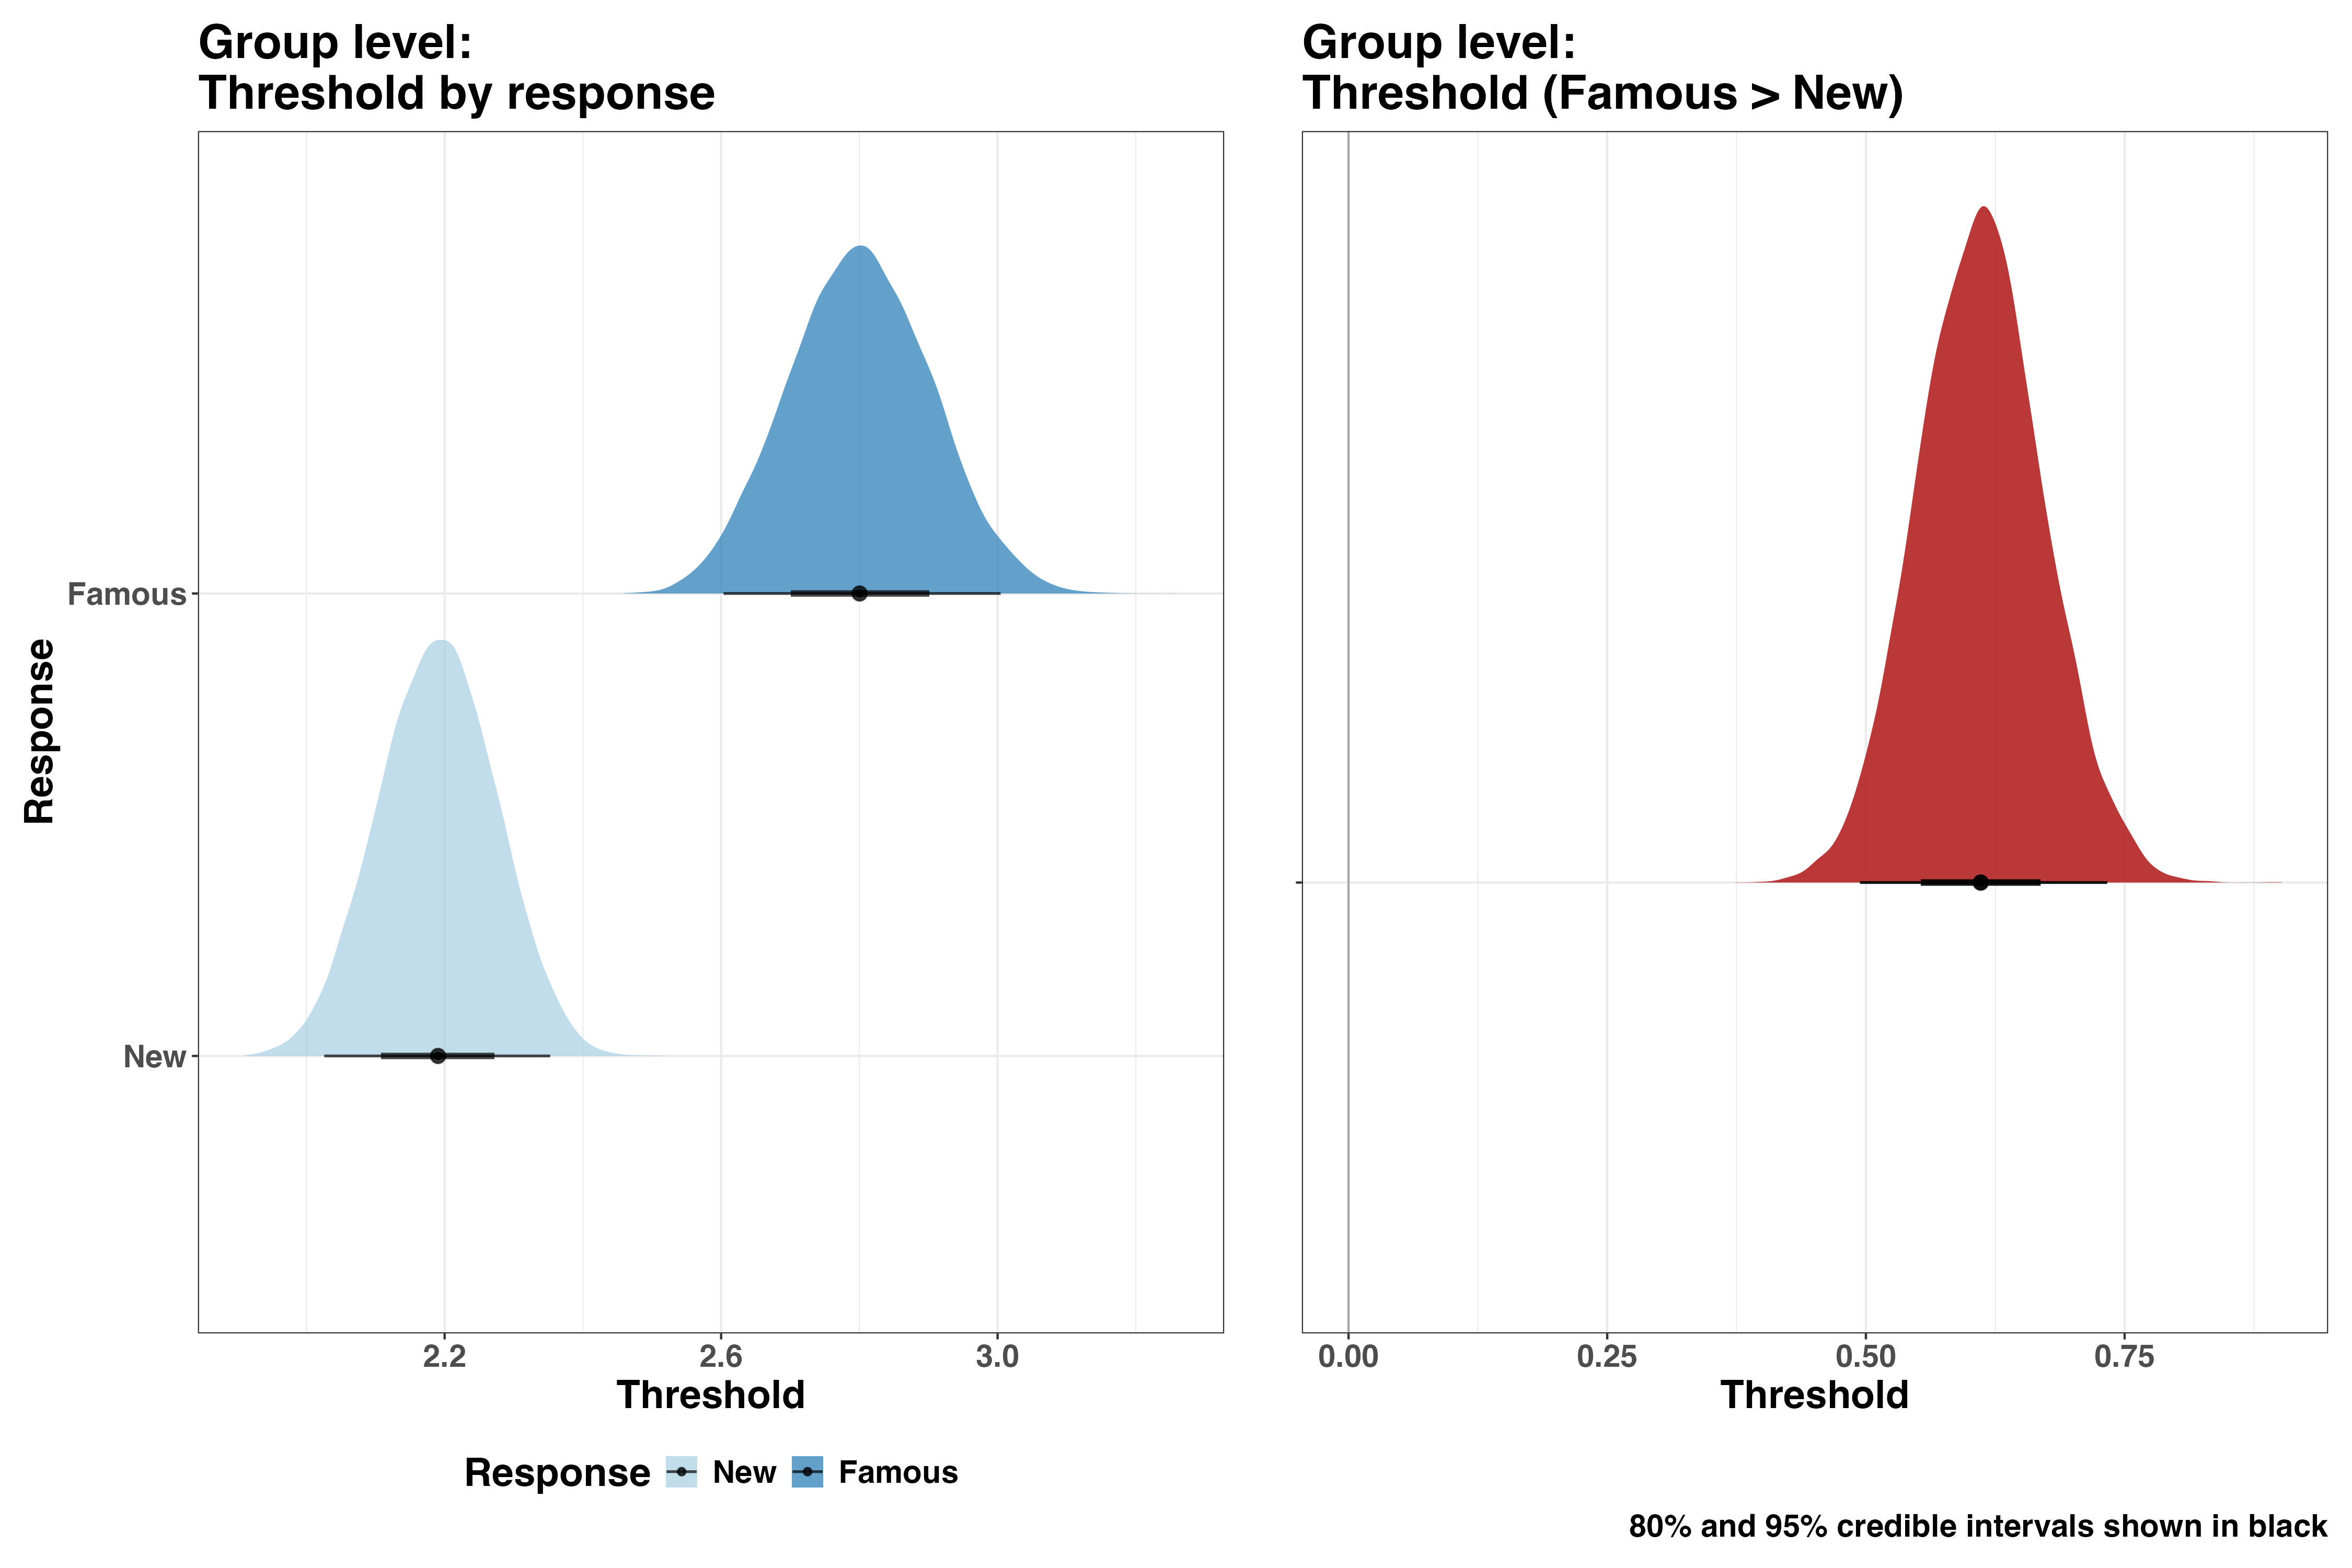 Group level:
Threshold by response
Response
Famous
New
2.2 2.6 3.0
Threshold
Response New Famous
Group level:
Threshold (Famous > New)
0.00 0.25 0.50 0.75
Threshold
80% and 95% credible intervals shown in black